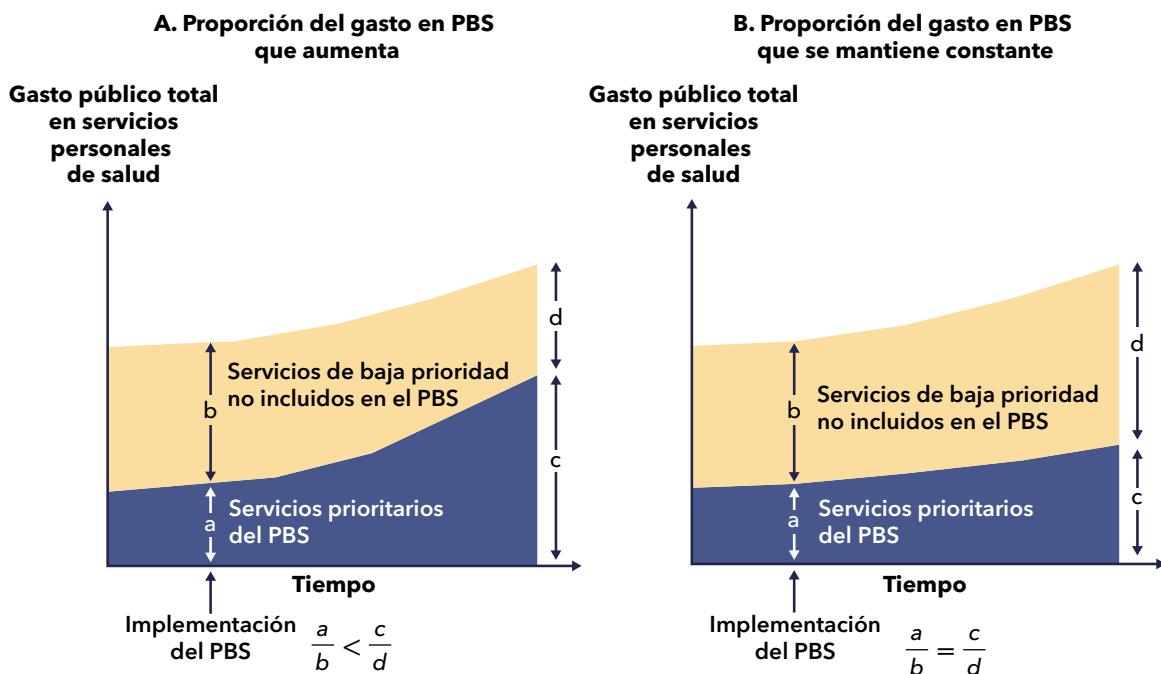 A. Proporción del gasto en PBS
que aumenta
Gasto público total
en servicios
personales
de salud
d
Servicios de baja prioridad
no incluidos en el PBS
b
c
Servicios prioritarios
del PBS
a
Tiempo
Implementación
del PBS
a/b < c/d
B. Proporción del gasto en PBS
que se mantiene constante
Gasto público total
en servicios
personales
de salud
d
Servicios de baja prioridad
no incluidos en el PBS
b
c
Servicios prioritarios
del PBS
a
Tiempo
Implementación
del PBS
a/b = c/d